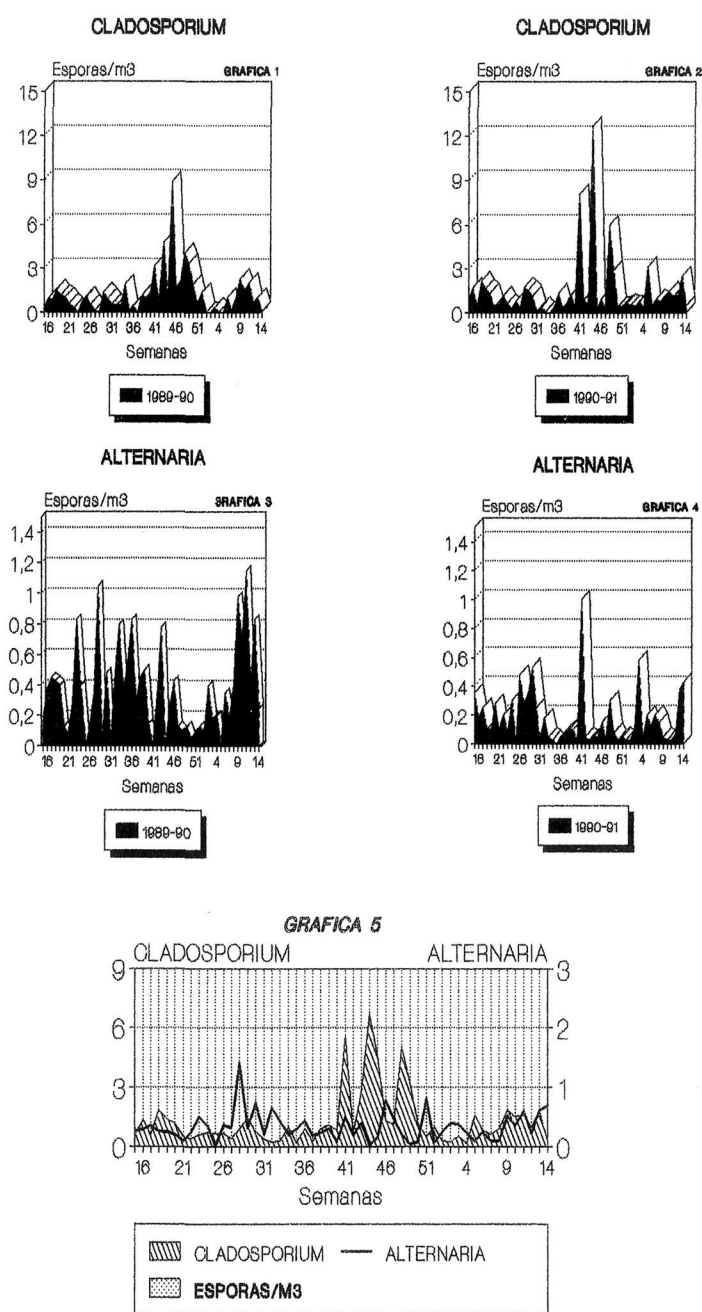 CLADOSPORIUM
Esporas/m3 GRAFICA 1
15
12
9
6
3
0
16 21 26 31 36 41 46 51 4 9 14
Semanas
1989-90
CLADOSPORIUM
Esporas/m3 GRAFICA 2
15
12
9
6
3
0
16 21 26 31 36 41 46 51 4 9 14
Semanas
1990-91
ALTERNARIA
Esporas/m3 GRAFICA 3
1,4
1,2
1
0,8
0,6
0,4
0,2
0
16 21 26 31 36 41 46 51 4 9 14
Semanas
1989-90
ALTERNARIA
Esporas/m3 GRAFICA 4
1,4
1,2
1
0,8
0,6
0,4
0,2
0
16 21 26 31 36 41 46 51 4 9 14
Semanas
1990-91
GRAFICA 5
CLADOSPORIUM ALTERNARIA
9 3
6 2
3 1
0 0
16 21 26 31 36 41 46 51 4 9 14
Semanas
CLADOSPORIUM ALTERNARIA
ESPORAS/M3